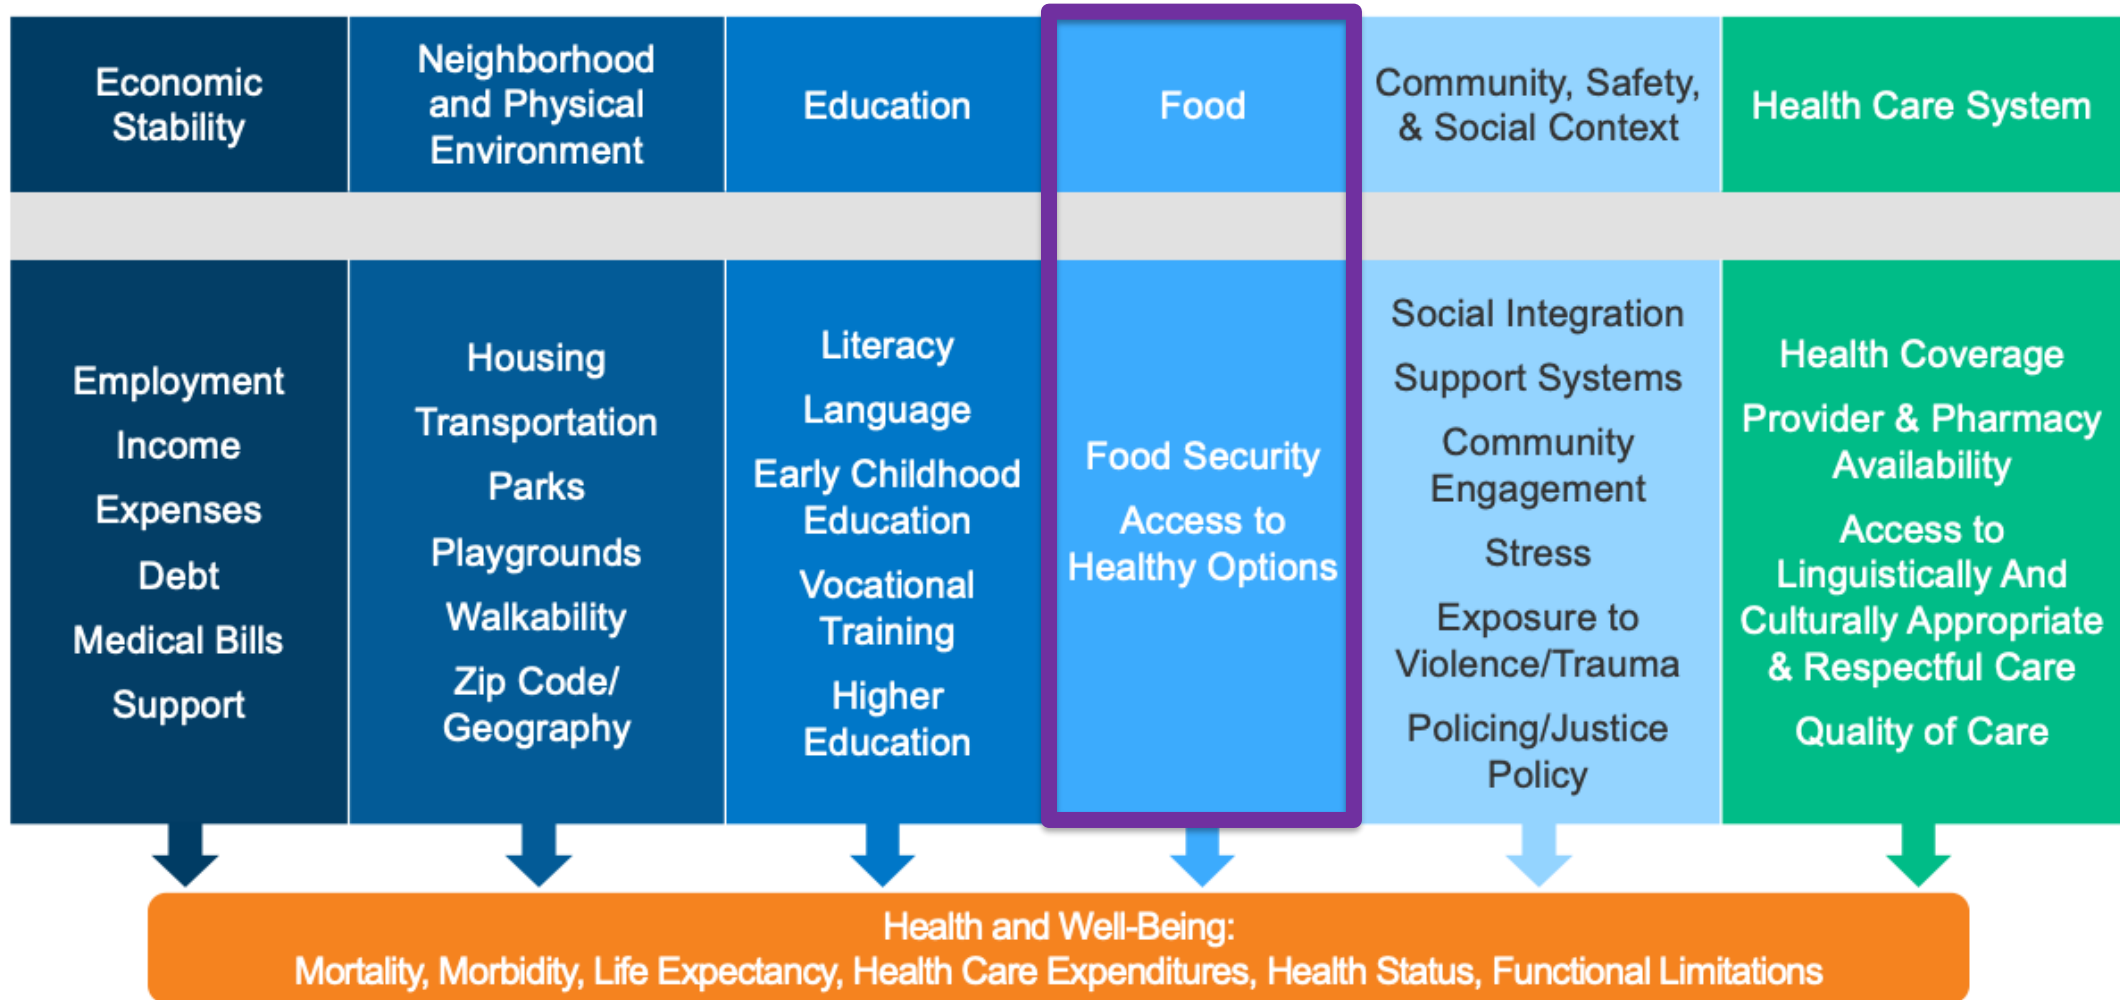 Economic
Stability
Neighborhood
and Physical
Environment
Education
Food
Community, Safety,
& Social Context
Health Care System
Employment
Income
Expenses
Debt
Medical Bills
Support
Housing
Transportation
Parks
Playgrounds
Walkability
Zip Code/
Geography
Literacy
Language
Early Childhood
Education
Vocational
Training
Higher
Education
Food Security
Access to
Healthy Options
Social Integration
Support Systems
Community
Engagement
Stress
Exposure to
Violence/Trauma
Policing/Justice
Policy
Health Coverage
Provider & Pharmacy
Availability
Access to
Linguistically And
Culturally Appropriate
& Respectful Care
Quality of Care
Health and Well-Being:
Mortality, Morbidity, Life Expectancy, Health Care Expenditures, Health Status, Functional Limitations